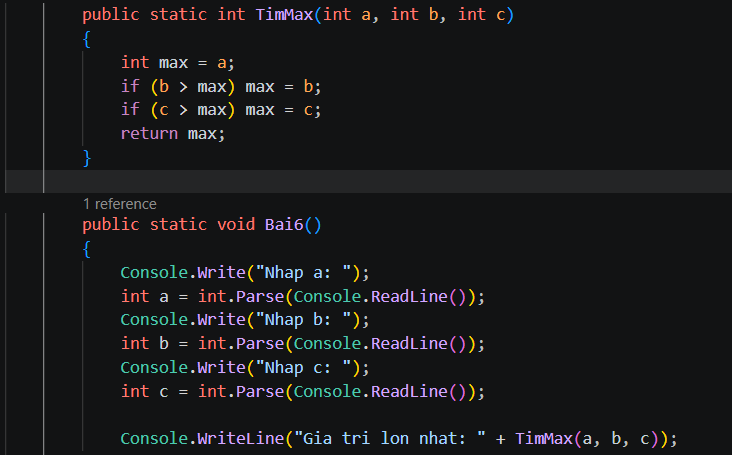 public static int TimMax(int a, int b, int c)
{
int max = a;
if (b > max) max = b;
if (c > max) max = c;
return max;
}
1 reference
public static void Bai6()
{
Console.Write("Nhap a: ");
int a = int.Parse(Console.ReadLine());
Console.Write("Nhap b: ");
int b = int.Parse(Console.ReadLine());
Console.Write("Nhap c: ");
int c = int.Parse(Console.ReadLine());
Console.WriteLine("Gia tri lon nhat: " + TimMax(a, b, c));